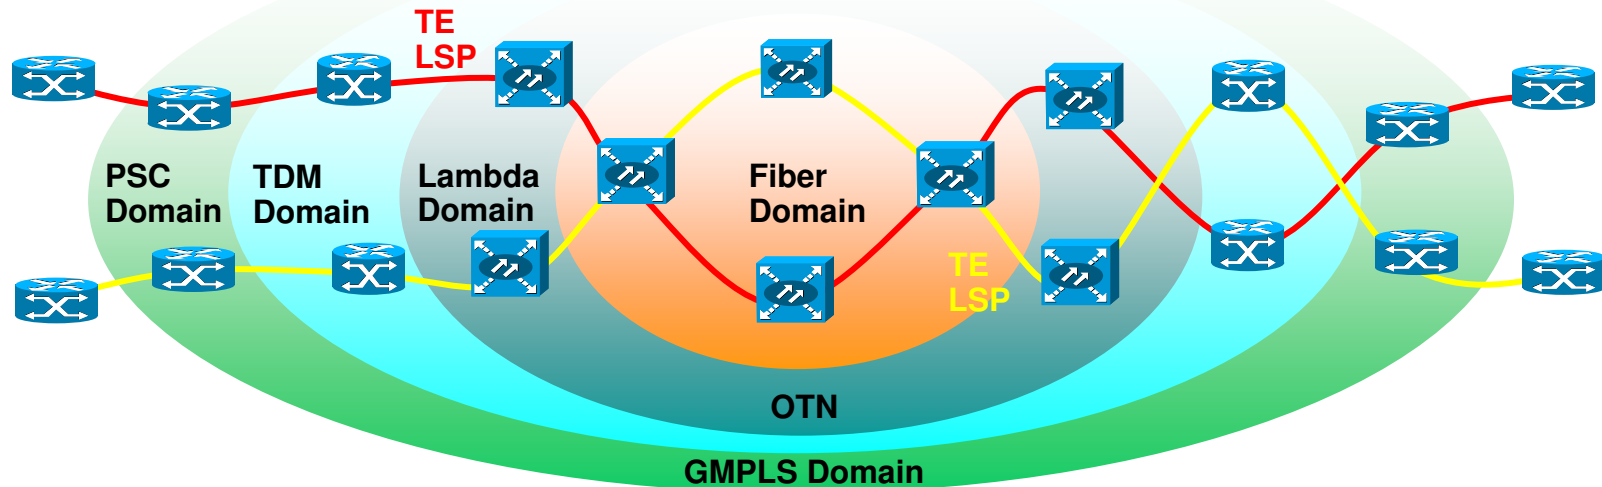 TE
LSP
PSC
Domain
TDM
Domain
Lambda
Domain
Fiber
Domain
TE
LSP
OTN
GMPLS Domain